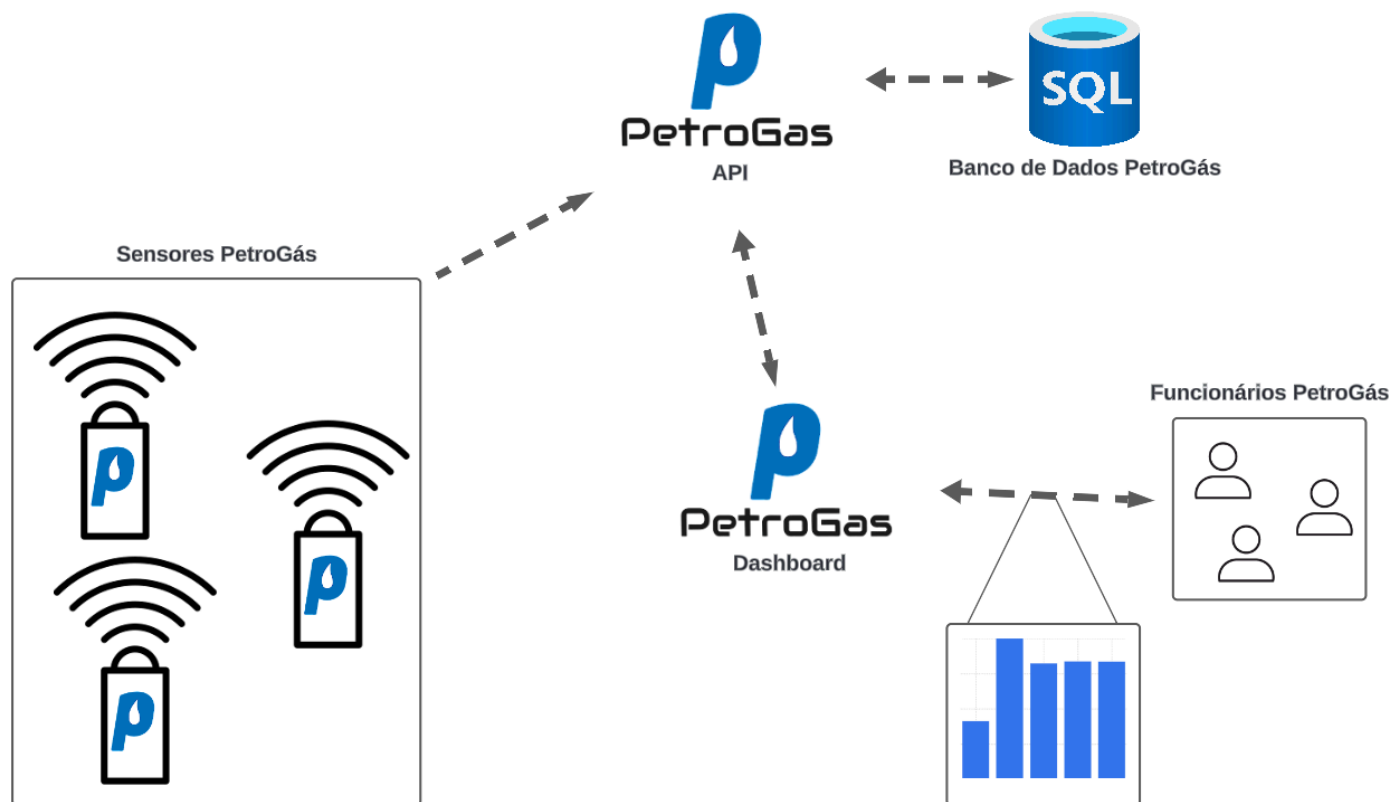 PetroGas
API
SQL
Banco de Dados PetroGás
Sensores PetroGás
PetroGas
Dashboard
Funcionários PetroGás